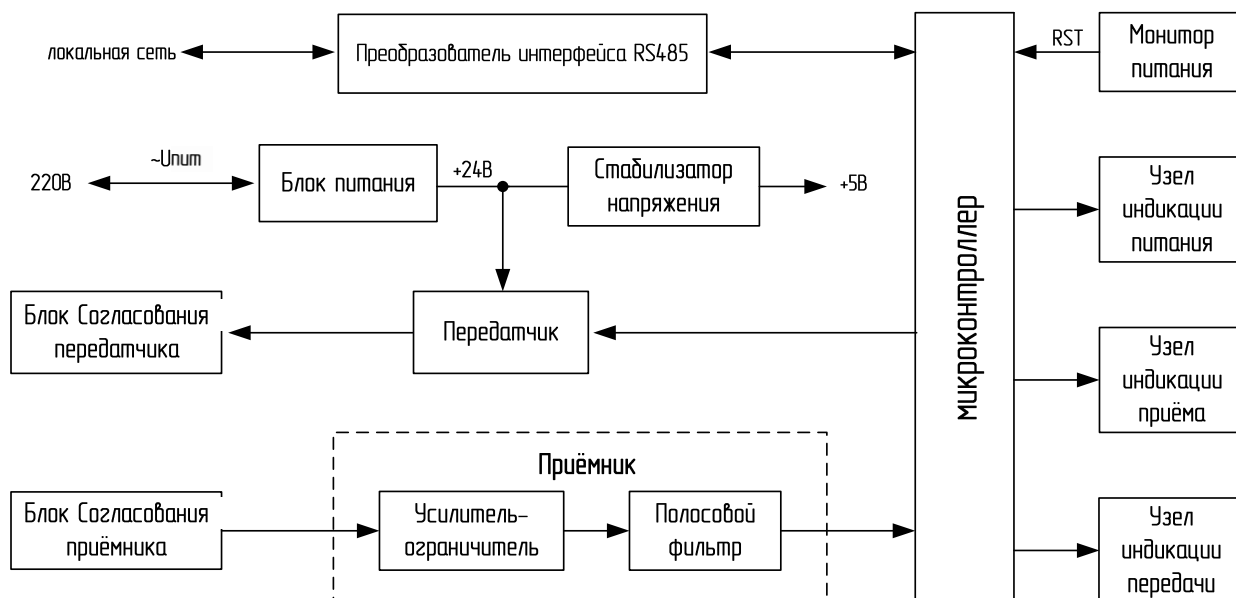 локальная сеть
Преобразователь интерфейса RS485
RST
Монитор
питания
220В
~Uпит
Блок питания
+24В
Стабилизатор
напряжения
+5В
микроконтроллер
Узел
индикации
питания
Блок Согласования
передатчика
Передатчик
Узел
индикации
приёма
Приёмник
Блок Согласования
приёмника
Усилитель-
ограничитель
Полосовой
фильтр
Узел
индикации
передачи